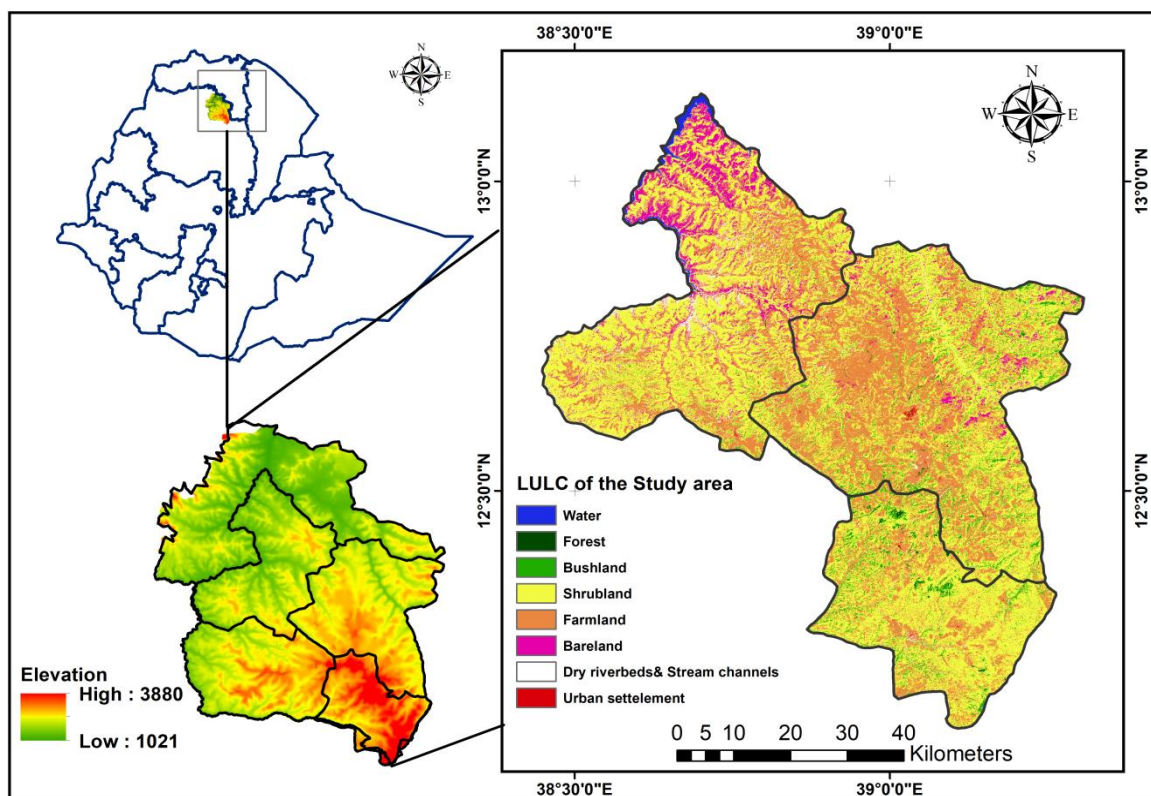 38°30'0"E
39°0'0"E
N
W
E
S
N
W
E
S
13°0'0"N
13°0'0"N
12°30'0"N
12°30'0"N
LULC of the Study area
Water
Forest
Bushland
Shrubland
Farmland
Bareland
Dry riverbeds& Stream channels
Urban settelement
Elevation
High : 3880
Low : 1021
0
5
10
20
30
40
Kilometers
38°30'0"E
39°0'0"E